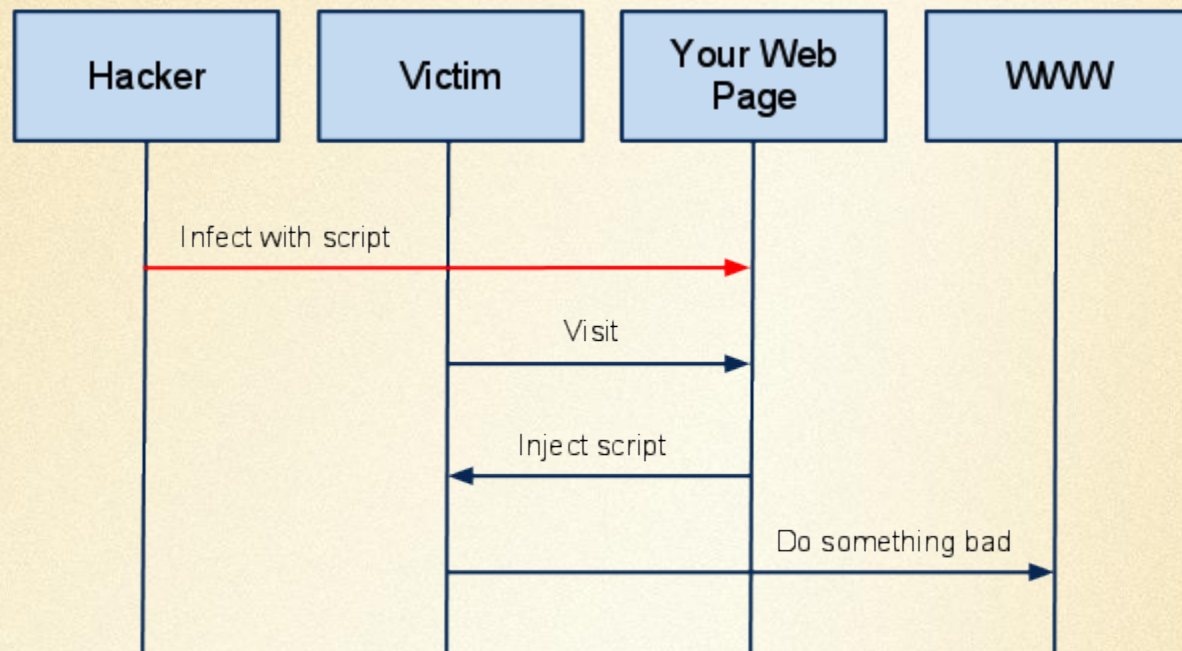 Hacker
Victim
Your Web
Page
WWW
Infect with script
Visit
Inject script
Do something bad